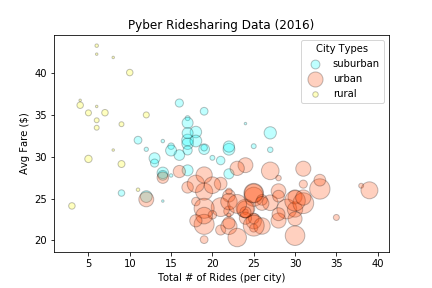 Pyber Ridesharing Data (2016)
City Types
suburban
urban
rural
Avg Fare ($)
40
35
30
25
20
5
10
15
20
25
30
35
40
Total # of Rides (per city)